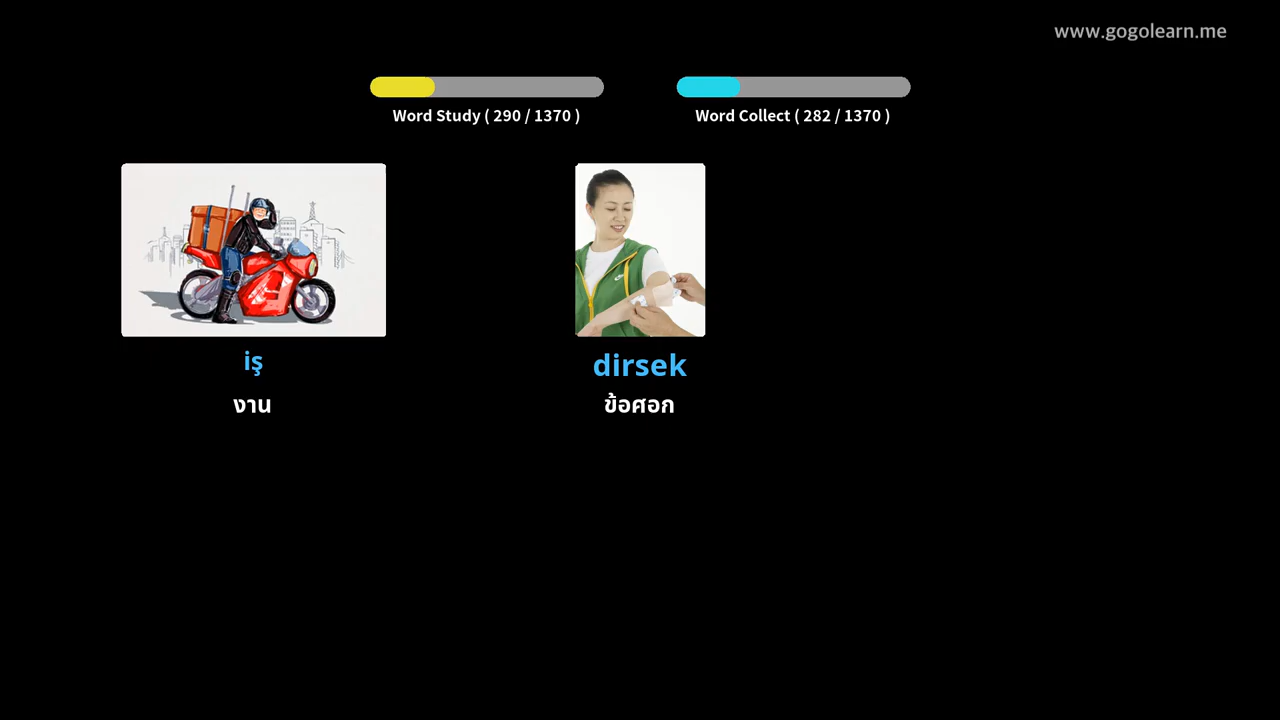 www.gogolearn.me
Word Study ( 290 / 1370 )
Word Collect ( 282 / 1370 )
iş
งาน
dirsek
ข้อศอก